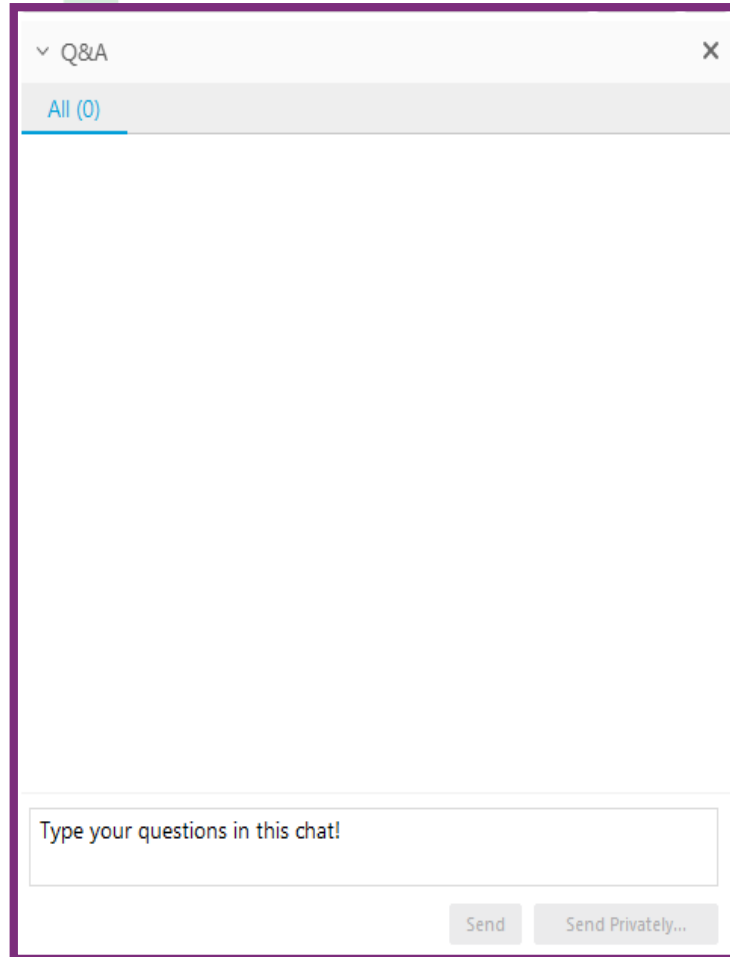 Q&A
All (0)
Type your questions in this chat!
Send Send Privately...